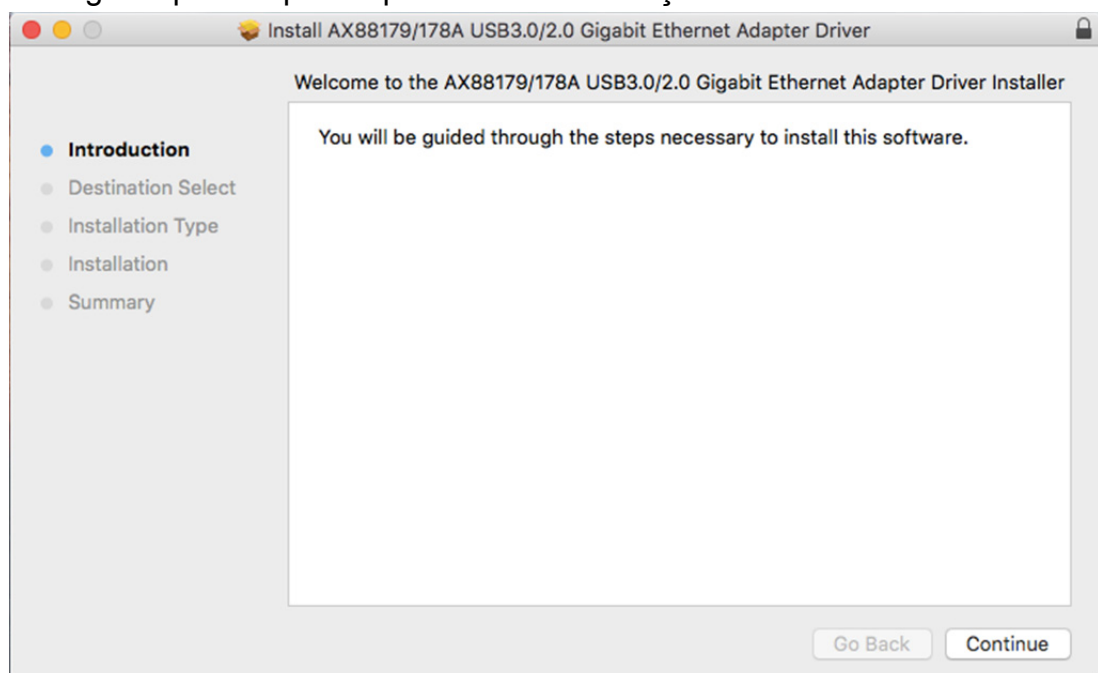 Install AX88179/178A USB3.0/2.0 Gigabit Ethernet Adapter Driver
Welcome to the AX88179/178A USB3.0/2.0 Gigabit Ethernet Adapter Driver Installer
You will be guided through the steps necessary to install this software.
Introduction
Destination Select
Installation Type
Installation
Summary
Go Back
Continue